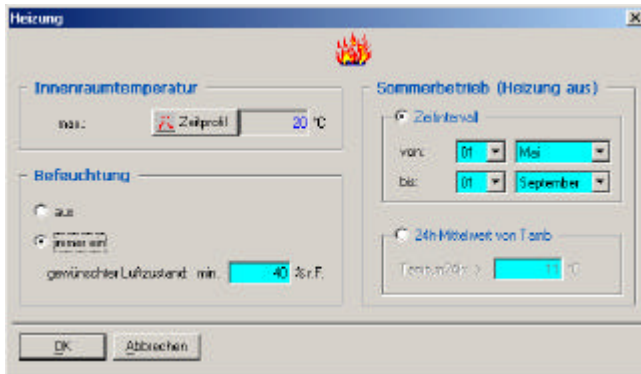 Heizung
Innenraumtemperatur
max.: Zeitprofil 20 °C
Befeuchtung
aus
immer ein!
gewünschter Luftzustand min. 40 % r.F.
Sommerbetrieb (Heizung aus)
Zeitintervall
von: 01 Mai
bis: 01 September
24h-Mittelwert von Tamb
11 °C
OK Abbrechen